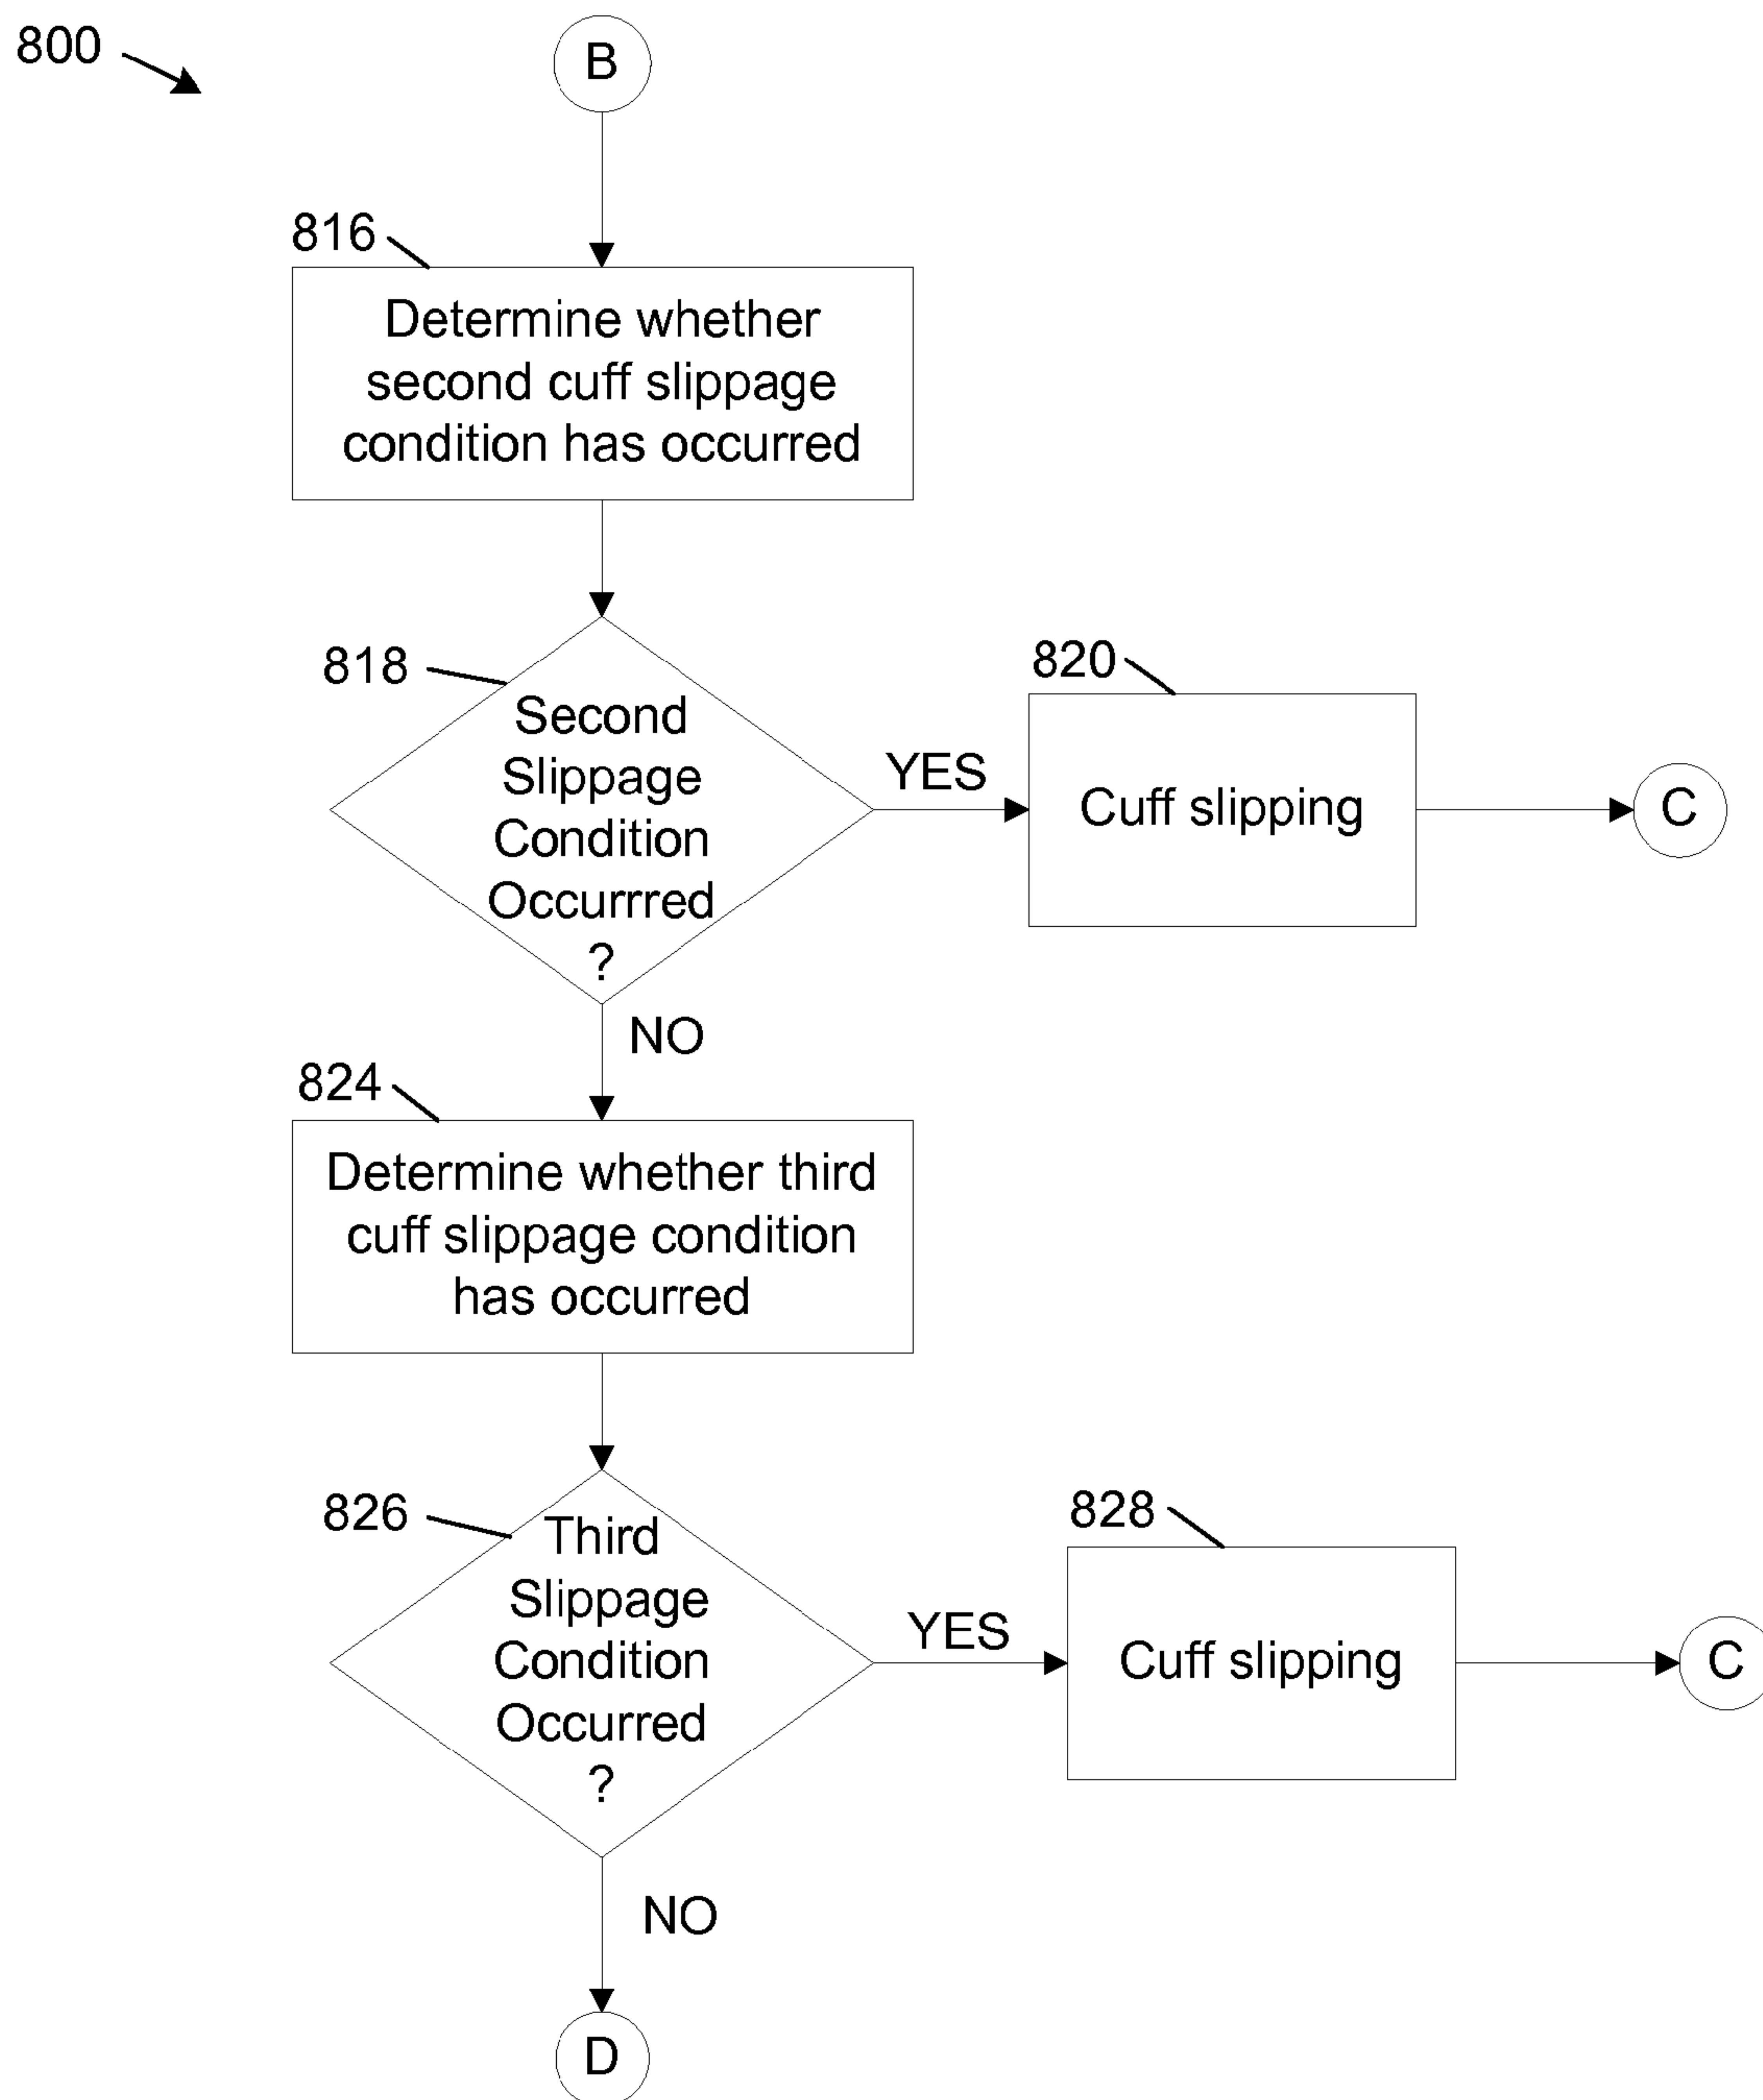 800
B
816
Determine whether
second cuff slippage
condition has occurred
818
Second
Slippage
Condition
Occurrred
?
YES
820
Cuff slipping
C
NO
824
Determine whether third
cuff slippage condition
has occurred
826
Third
Slippage
Condition
Occurred
?
YES
828
Cuff slipping
C
NO
D